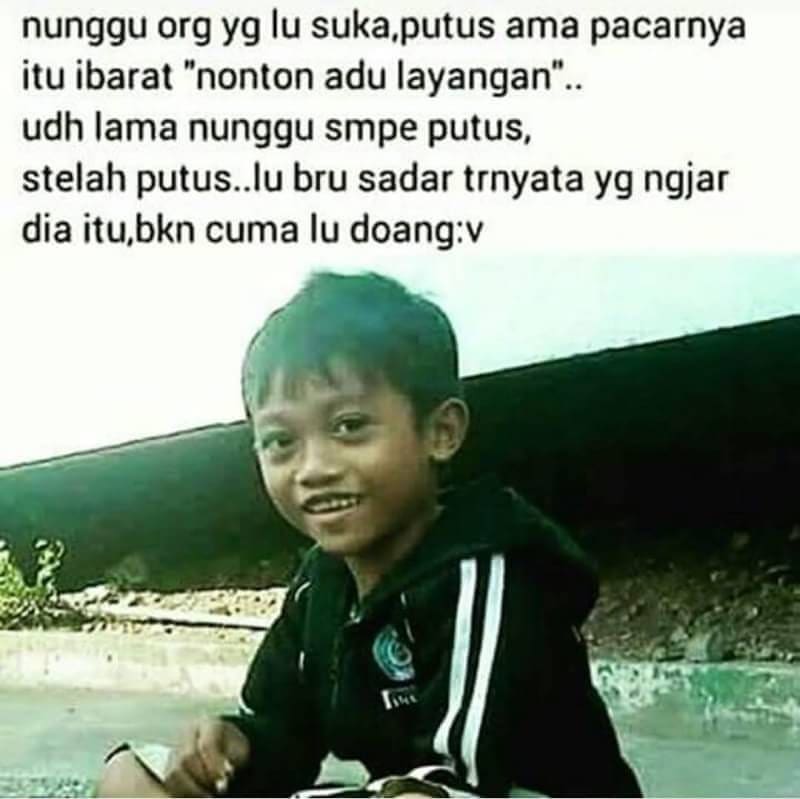 nunggu org yg lu suka,putus ama pacarnya
itu ibarat "nonton adu layangan"..
udh lama nunggu smpe putus,
stelah putus..lu bru sadar trnyata yg ngjar
dia itu,bkn cuma lu doang:v